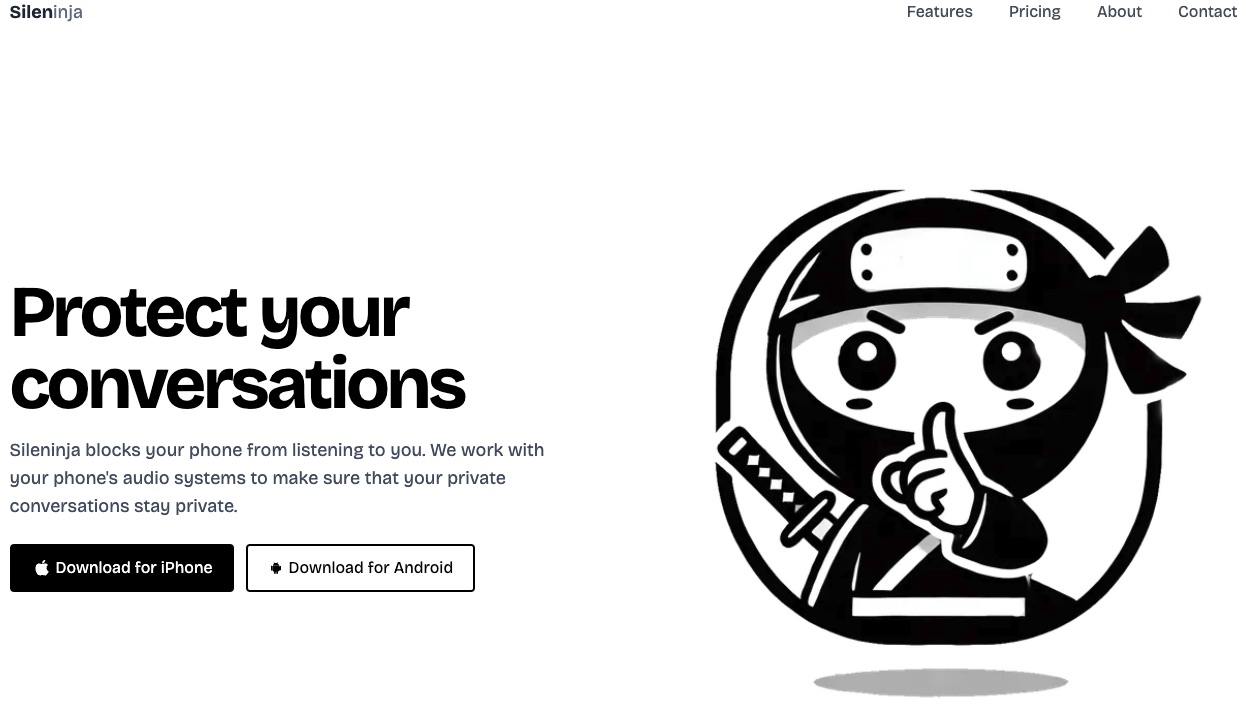 Sileninja
Features
Pricing
About
Contact
Protect your
conversations
Sileninja blocks your phone from listening to you. We work with
your phone's audio systems to make sure that your private
conversations stay private.
Download for iPhone
Download for Android